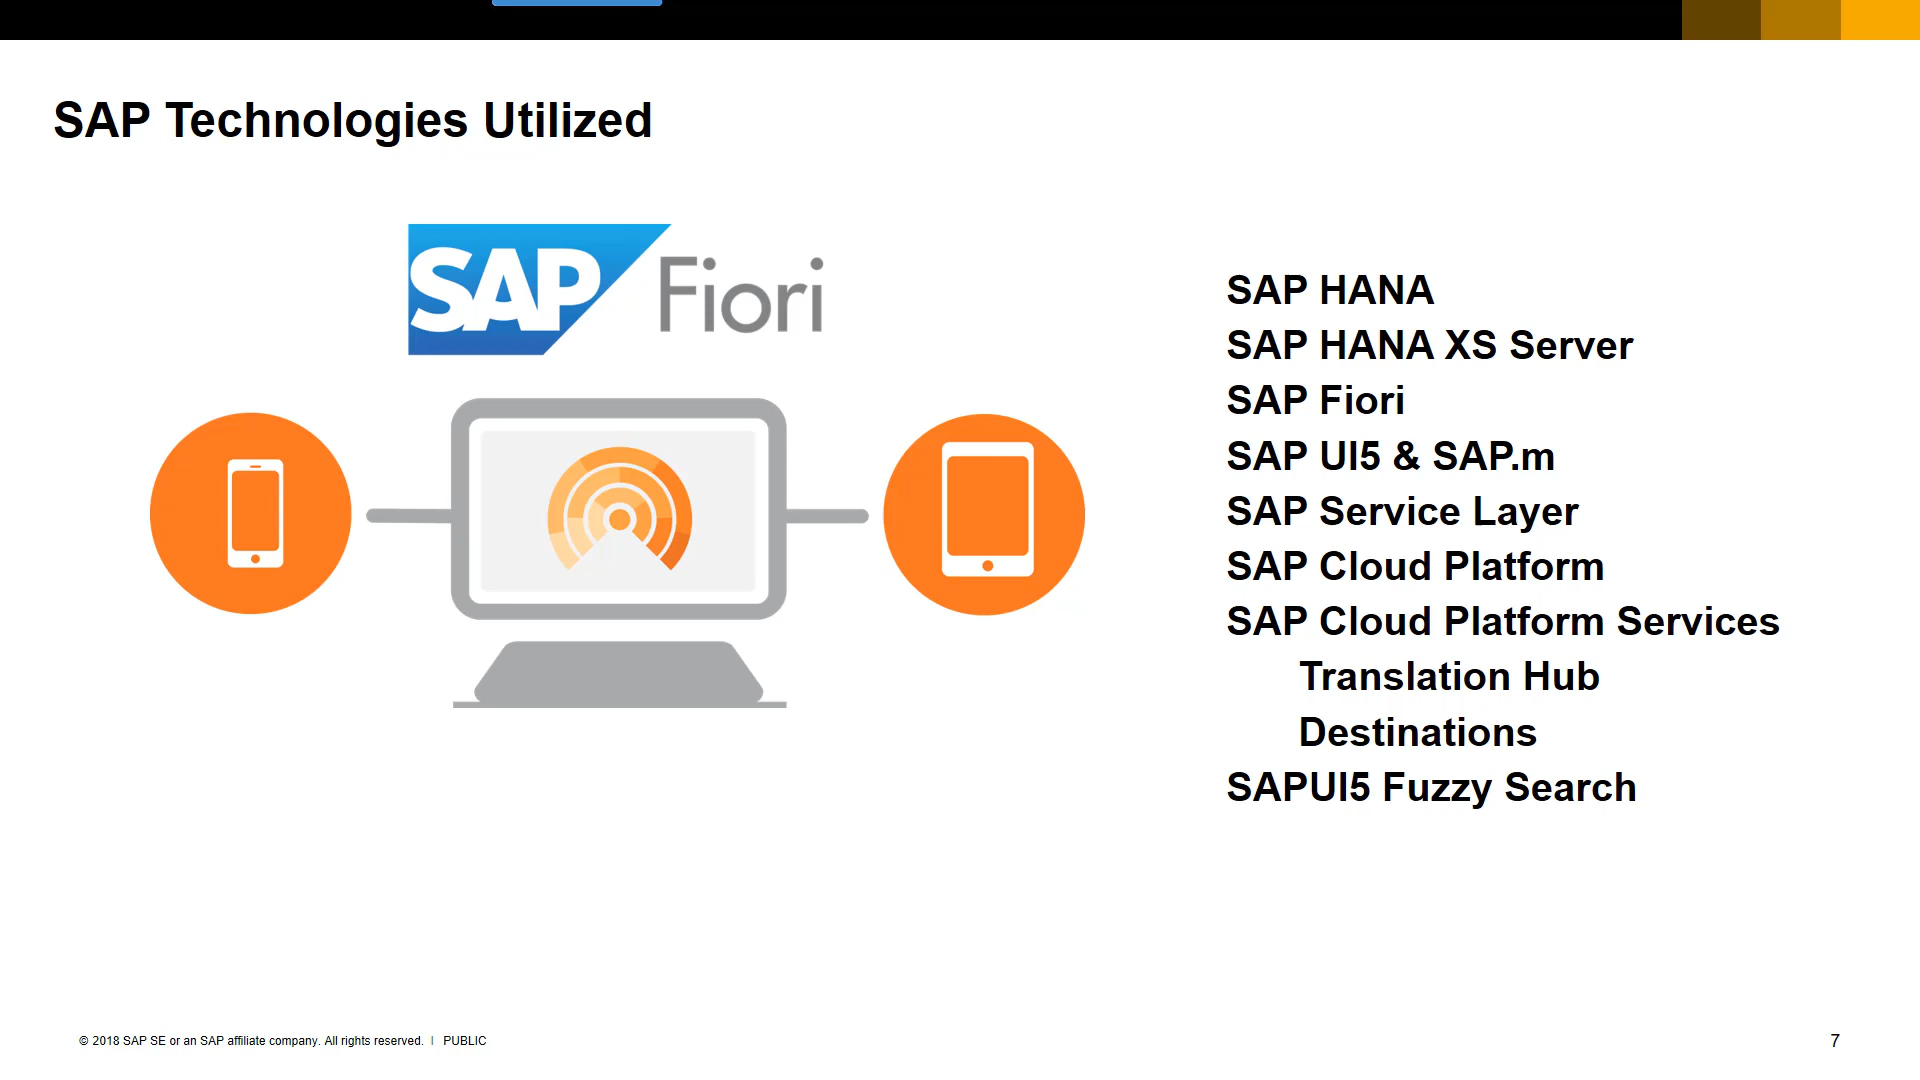 SAP Technologies Utilized
SAP Fiori
SAP HANA
SAP HANA XS Server
SAP Fiori
SAP UI5 & SAP.m
SAP Service Layer
SAP Cloud Platform
SAP Cloud Platform Services
Translation Hub
Destinations
SAPUI5 Fuzzy Search
© 2018 SAP SE or an SAP affiliate company. All rights reserved. | PUBLIC
7